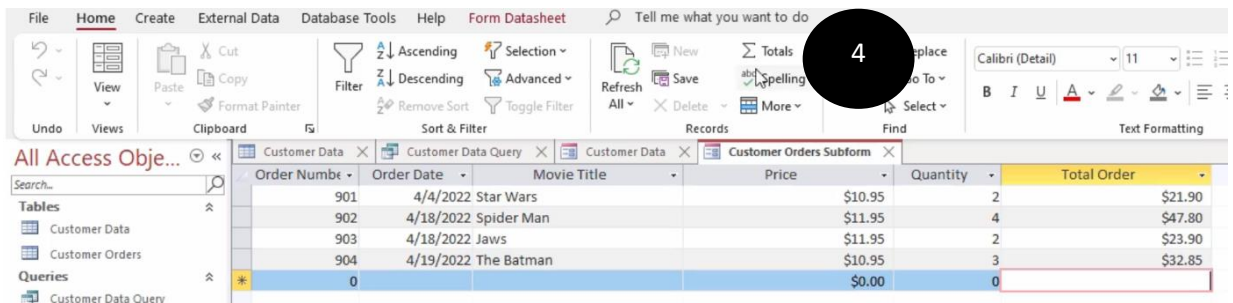 File Home Create External Data Database Tools Help Form Datasheet Tell me what you want to do
Cut Ascending Selection New Totals 4 eplace Calibri (Detail) 11
View Paste Copy Filter Descending Advanced Refresh All Save Spelling o To B I U A
Format Painter Remove Sort Toggle Filter Delete More Select
Undo Views Clipboard Sort & Filter Records Find Text Formatting
All Access Obje... Customer Data Customer Data Query Customer Data Customer Orders Subform
Search... Order Numbe Order Date Movie Title Price Quantity Total Order
Tables 901 4/4/2022 Star Wars $10.95 2 $21.90
Customer Data 902 4/18/2022 Spider Man $11.95 4 $47.80
Customer Orders 903 4/18/2022 Jaws $11.95 2 $23.90
904 4/19/2022 The Batman $10.95 3 $32.85
Queries * 0 $0.00 0
Customer Data Query